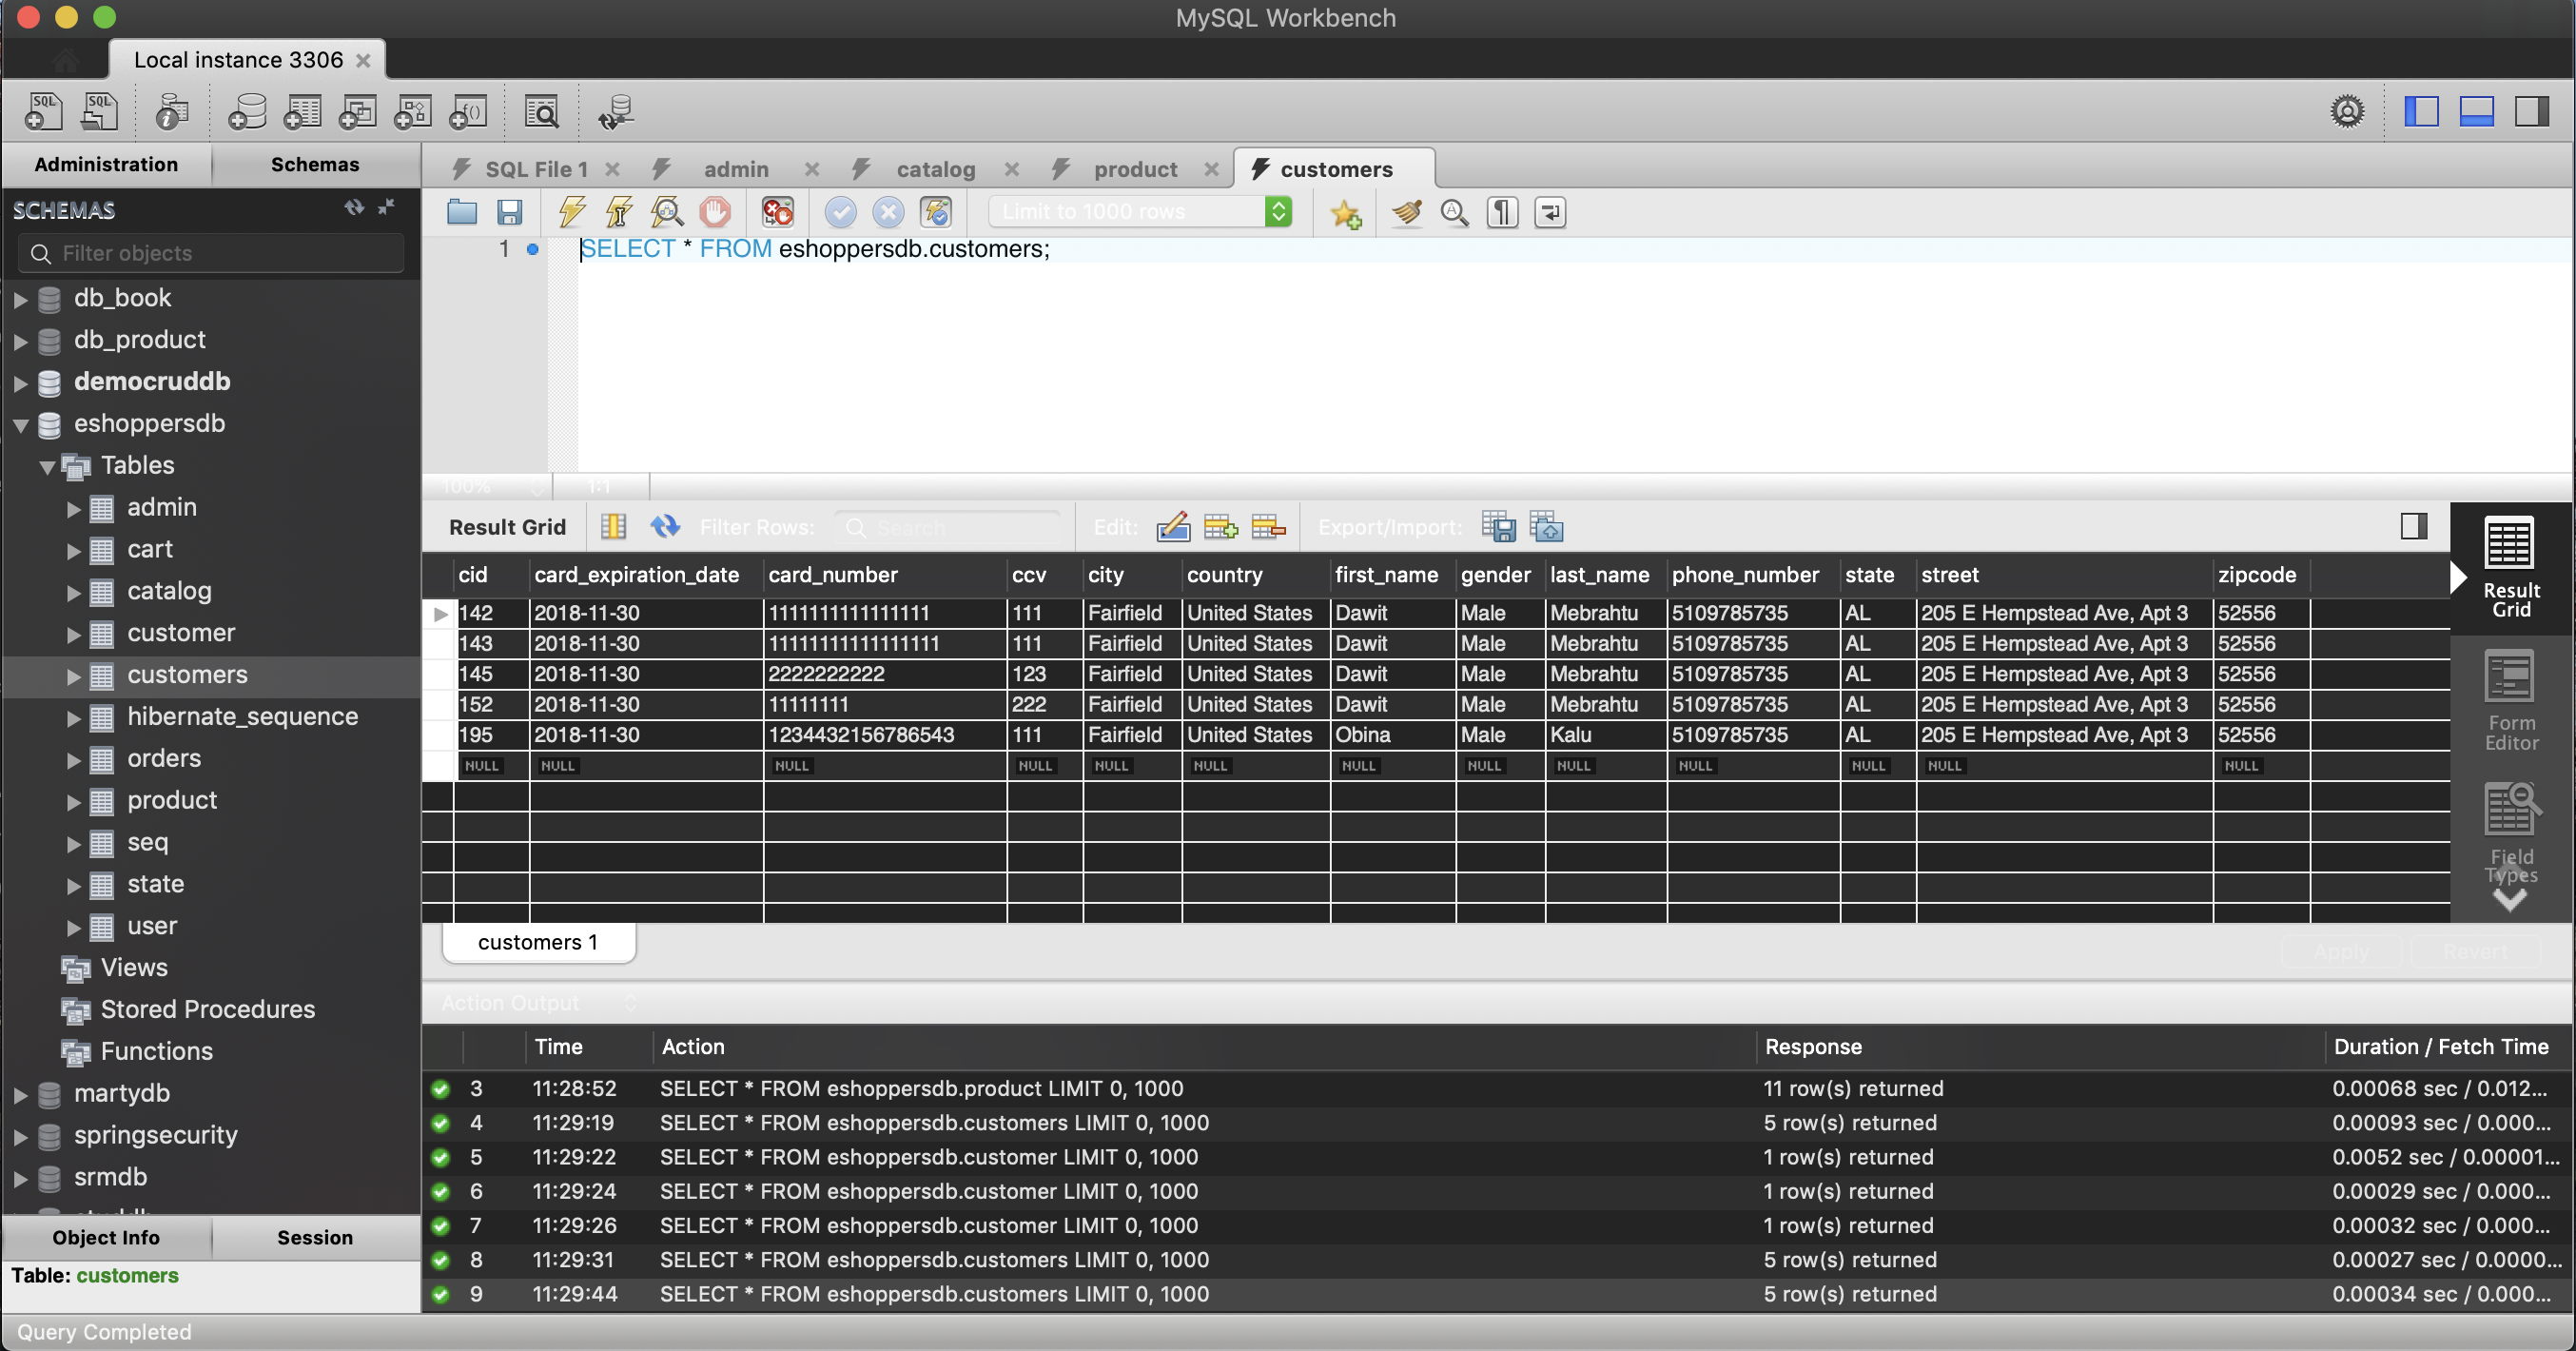 MySQL Workbench
Local instance 3306
Administration Schemas
SQL File 1 admin catalog product customers
SCHEMAS
Limit to 1000 rows
Filter objects
1 SELECT * FROM eshoppersdb.customers;
db_book
db_product
democruddb
eshoppersdb
Tables
admin
cart
catalog
customer
customers
hibernate_sequence
orders
product
seq
state
user
Views
Stored Procedures
Functions
martydb
springsecurity
srmdb
Object Info Session
Table: customers
100% 1:1
Result Grid Filter Rows: Search Edit: Export/Import:
cid card_expiration_date card_number ccv city country first_name gender last_name phone_number state street zipcode
142 2018-11-30 1111111111111111 111 Fairfield United States Dawit Male Mebrahtu 5109785735 AL 205 E Hempstead Ave, Apt 3 52556
143 2018-11-30 11111111111111111 111 Fairfield United States Dawit Male Mebrahtu 5109785735 AL 205 E Hempstead Ave, Apt 3 52556
145 2018-11-30 2222222222 123 Fairfield United States Dawit Male Mebrahtu 5109785735 AL 205 E Hempstead Ave, Apt 3 52556
152 2018-11-30 11111111 222 Fairfield United States Dawit Male Mebrahtu 5109785735 AL 205 E Hempstead Ave, Apt 3 52556
195 2018-11-30 1234432156786543 111 Fairfield United States Obina Male Kalu 5109785735 AL 205 E Hempstead Ave, Apt 3 52556
NULL NULL NULL NULL NULL NULL NULL NULL NULL NULL NULL NULL NULL
Result
Grid
Form
Editor
Field
Types
customers 1
Apply Revert
Action Output
Time Action Response Duration / Fetch Time
3 11:28:52 SELECT * FROM eshoppersdb.product LIMIT 0, 1000 11 row(s) returned 0.00068 sec / 0.012...
4 11:29:19 SELECT * FROM eshoppersdb.customers LIMIT 0, 1000 5 row(s) returned 0.00093 sec / 0.000...
5 11:29:22 SELECT * FROM eshoppersdb.customer LIMIT 0, 1000 1 row(s) returned 0.0052 sec / 0.00001...
6 11:29:24 SELECT * FROM eshoppersdb.customer LIMIT 0, 1000 1 row(s) returned 0.00029 sec / 0.000...
7 11:29:26 SELECT * FROM eshoppersdb.customer LIMIT 0, 1000 1 row(s) returned 0.00032 sec / 0.000...
8 11:29:31 SELECT * FROM eshoppersdb.customers LIMIT 0, 1000 5 row(s) returned 0.00027 sec / 0.0000...
9 11:29:44 SELECT * FROM eshoppersdb.customers LIMIT 0, 1000 5 row(s) returned 0.00034 sec / 0.000...
Query Completed